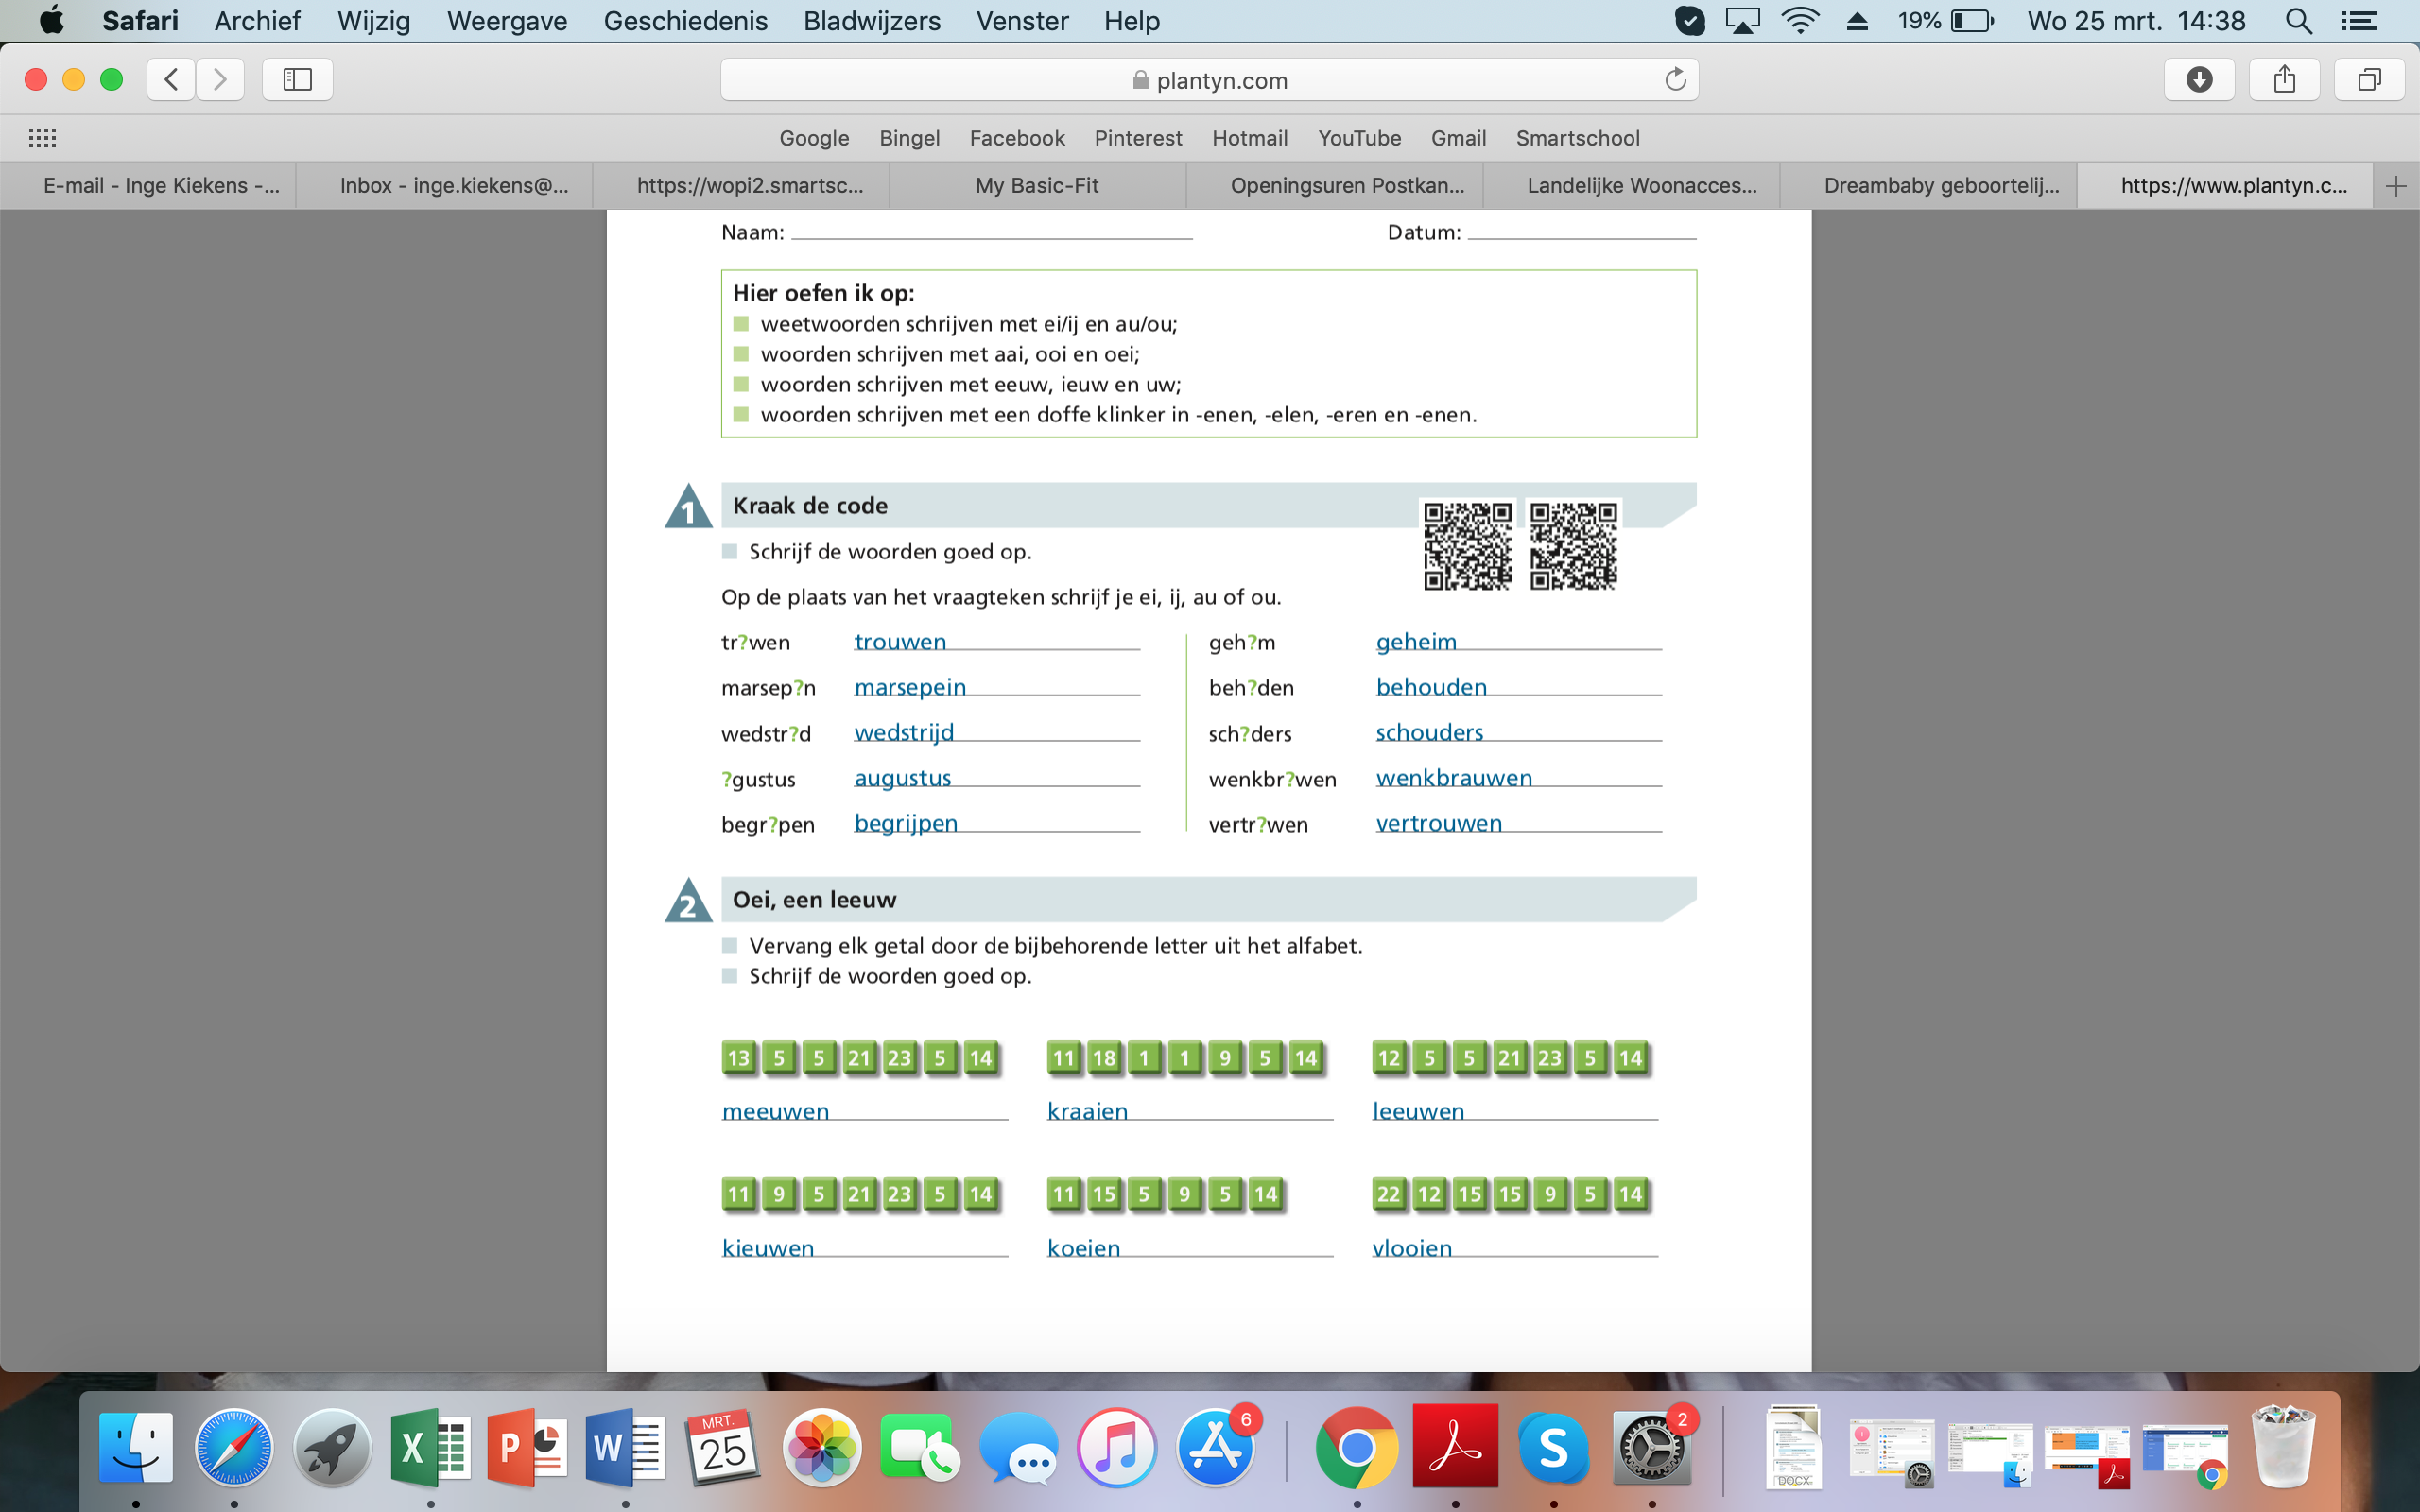 Safari Archief Wijzig Weergave Geschiedenis Bladwijzers Venster Help 19% Wo 25 mrt. 14:38
plantyn.com
Google Bingel Facebook Pinterest Hotmail YouTube Gmail Smartschool
E-mail - Inge Kiekens -... Inbox - inge.kiekens@... https://wopi2.smartsc... My Basic-Fit Openingsuren Postkan... Landelijke Woonacces... Dreambaby geboortelij... https://www.plantyn.c...
Naam: Datum:
Hier oefen ik op:
weetwoorden schrijven met ei/ij en au/ou;
woorden schrijven met aai, ooi en oei;
woorden schrijven met eeuw, ieuw en uw;
woorden schrijven met een doffe klinker in -enen, -elen, -eren en -enen.
1 Kraak de code
Schrijf de woorden goed op.
Op de plaats van het vraagteken schrijf je ei, ij, au of ou.
tr?wen trouwen geh?m geheim
marsep?n marsepein beh?den behouden
wedstr?d wedstrijd sch?ders schouders
?gustus augustus wenkbr?wen wenkbrauwen
begr?pen begrijpen vertr?wen vertrouwen
2 Oei, een leeuw
Vervang elk getal door de bijbehorende letter uit het alfabet.
Schrijf de woorden goed op.
13 5 5 21 23 5 14 11 18 1 1 9 5 14 12 5 5 21 23 5 14
meeuwen kraaien leeuwen
11 9 5 21 23 5 14 11 15 5 9 5 14 22 12 15 15 9 5 14
kieuwen koeien vlooien
X P W MRT. 25 6 S 2 DOCX